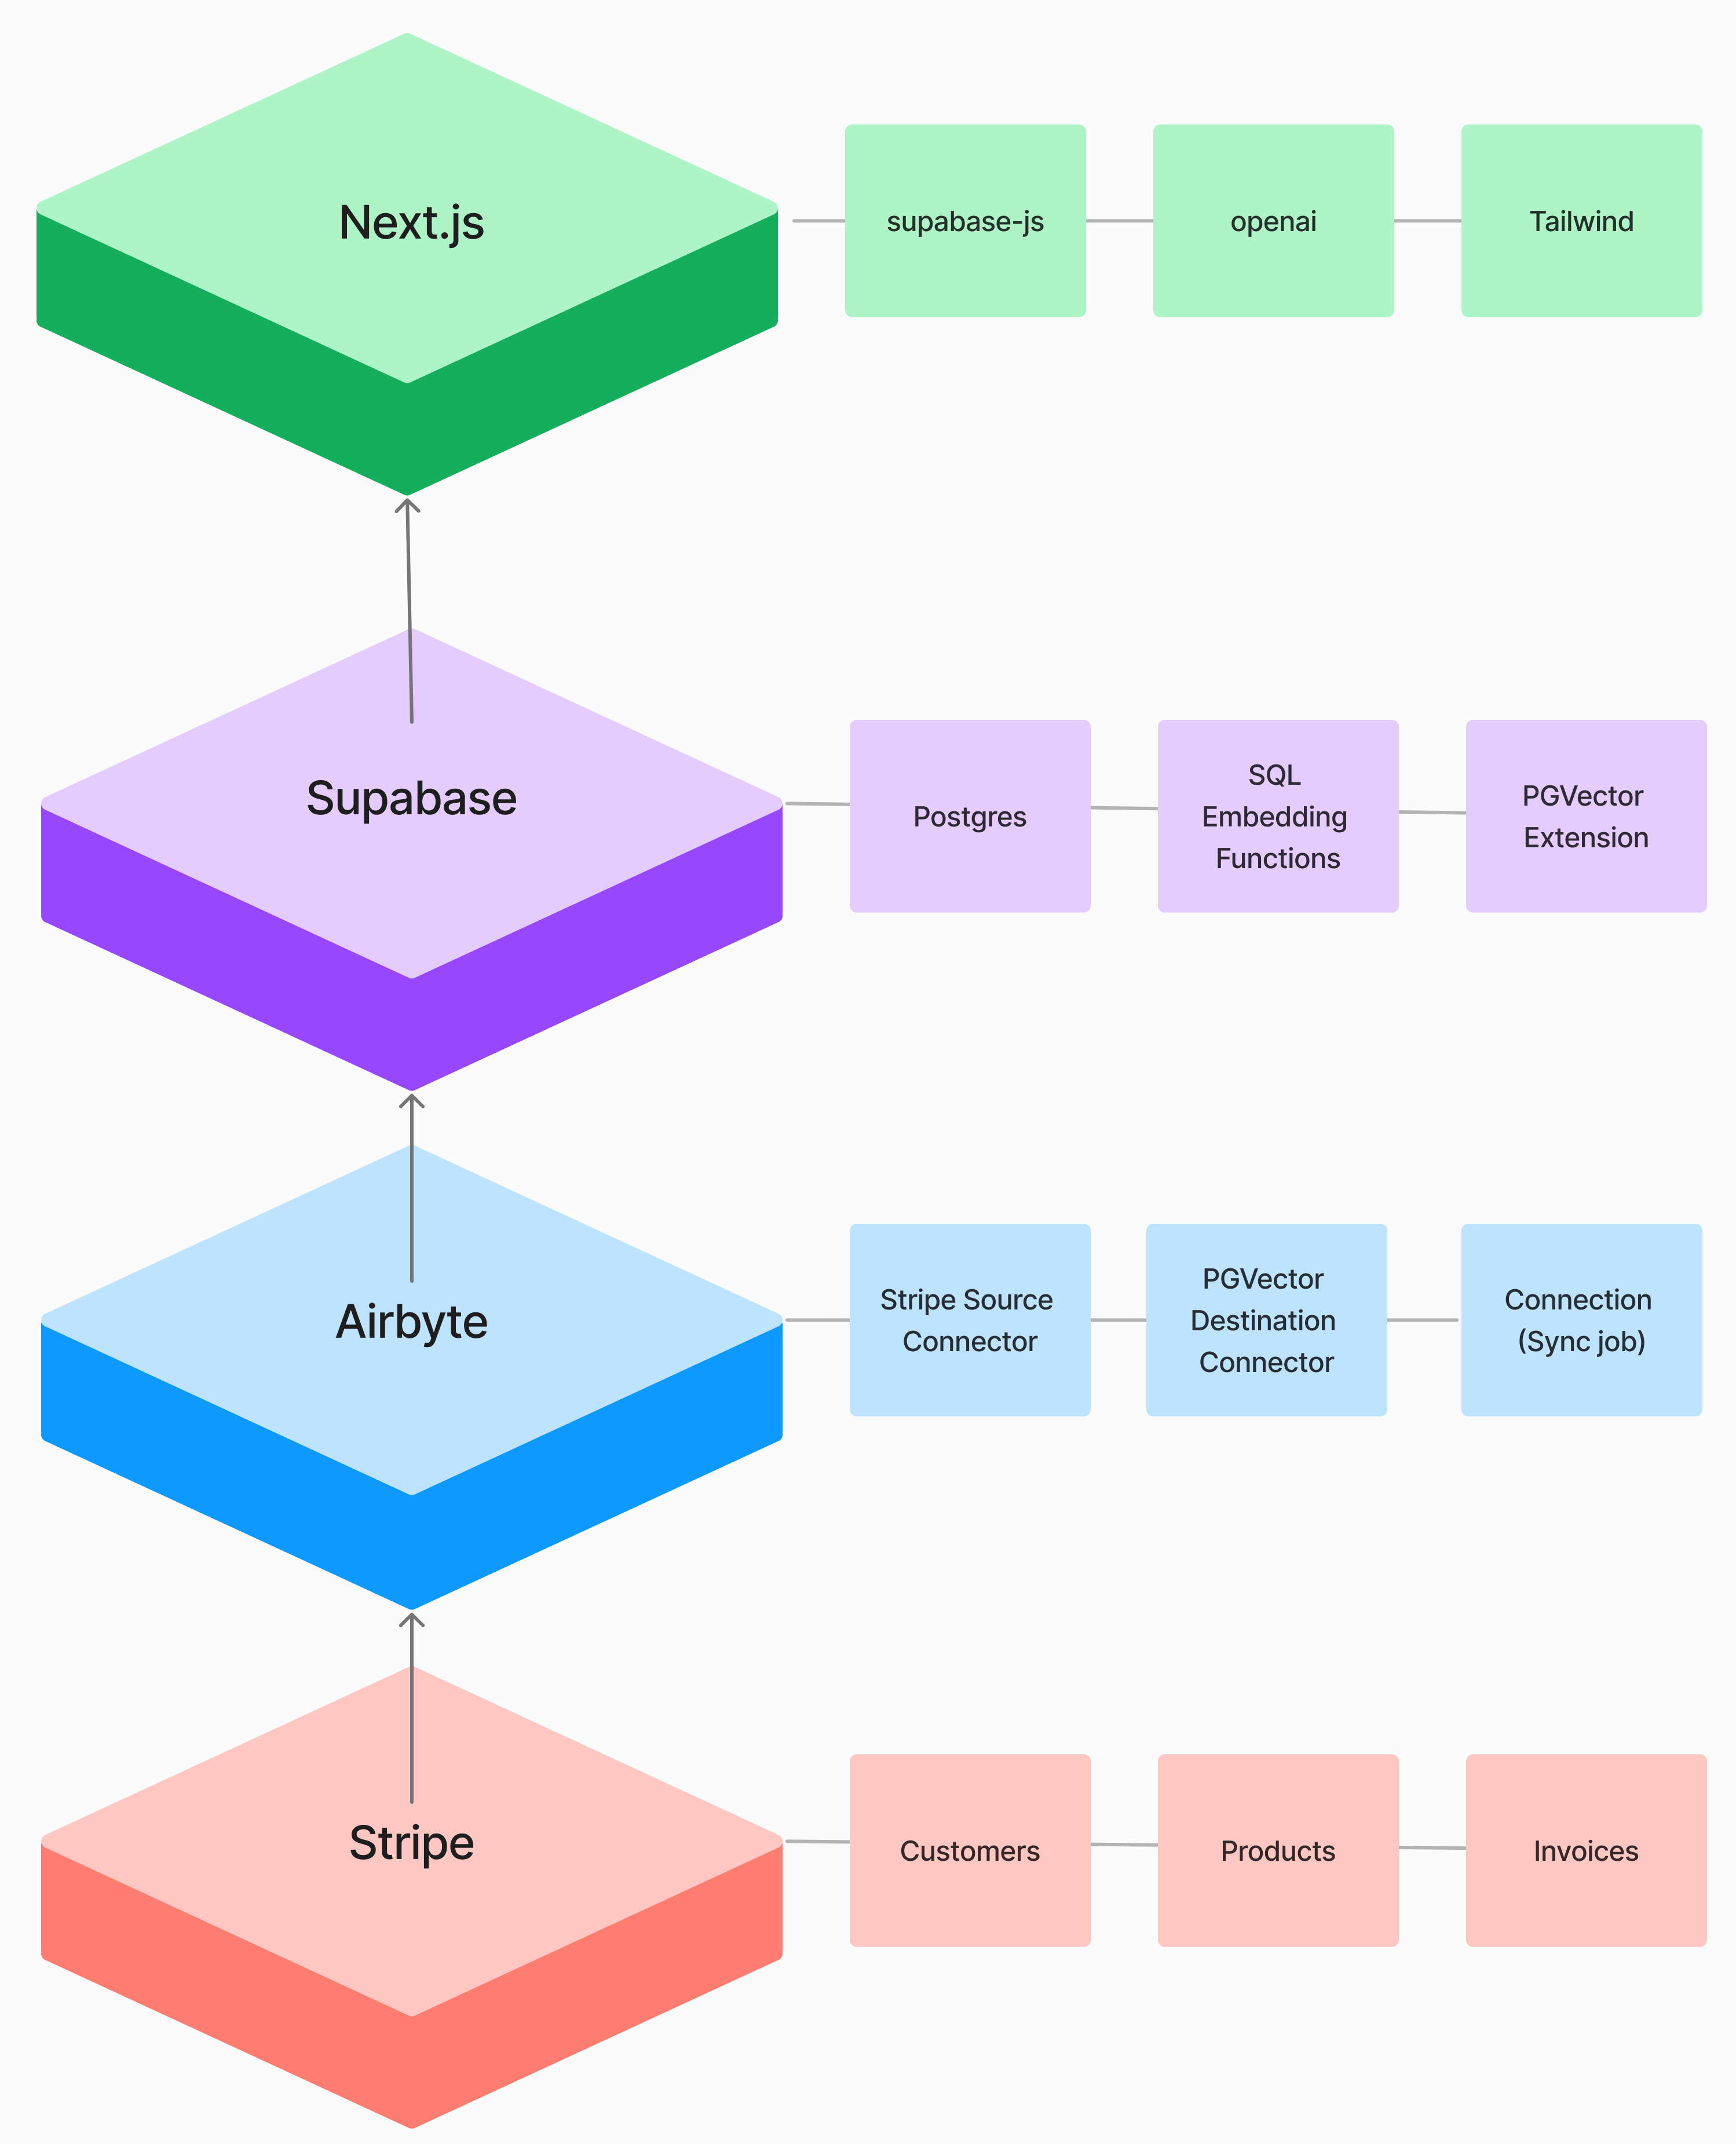 Next.js
supabase-js
openai
Tailwind
Supabase
Postgres
SQL
Embedding
Functions
PGVector
Extension
Airbyte
Stripe Source
Connector
PGVector
Destination
Connector
Connection
(Sync job)
Stripe
Customers
Products
Invoices